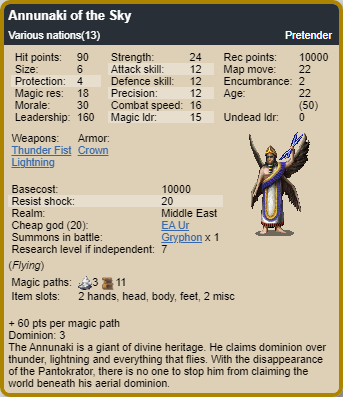 Annunaki of the Sky
Various nations(13) Pretender
Hit points: 90 Strength: 24 Rec points: 10000
Size: 6 Attack skill: 12 Map move: 22
Protection: 4 Defence skill: 12 Encumbrance: 2
Magic res: 18 Precision: 12 Age: 22
Morale: 30 Combat speed: 16 (50)
Leadership: 160 Magic ldr: 15 Undead ldr: 0
Weapons: Armor:
Thunder Fist Crown
Lightning
Basecost: 10000
Resist shock: 20
Realm: Middle East
Cheap god (20): EA Ur
Summons in battle: Gryphon x 1
Research level if independent: 7
(Flying)
Magic paths: 3 11
Item slots: 2 hands, head, body, feet, 2 misc
+ 60 pts per magic path
Dominion: 3
The Annunaki is a giant of divine heritage. He claims dominion over
thunder, lightning and everything that flies. With the disappearance
of the Pantokrator, there is no one to stop him from claiming the
world beneath his aerial dominion.